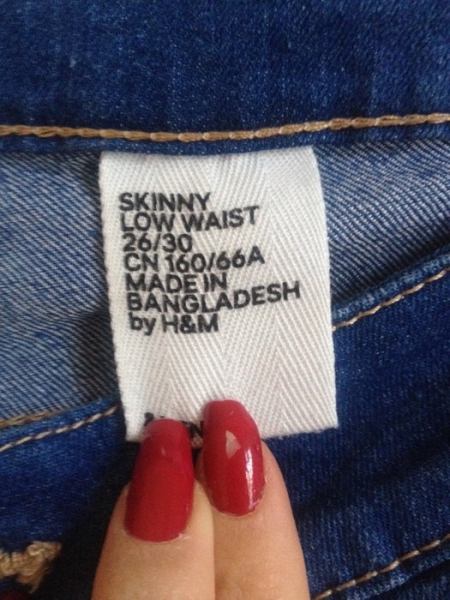 SKINNY
LOW WAIST
26/30
CN 160/66A
MADE IN
BANGLADESH
by H&M